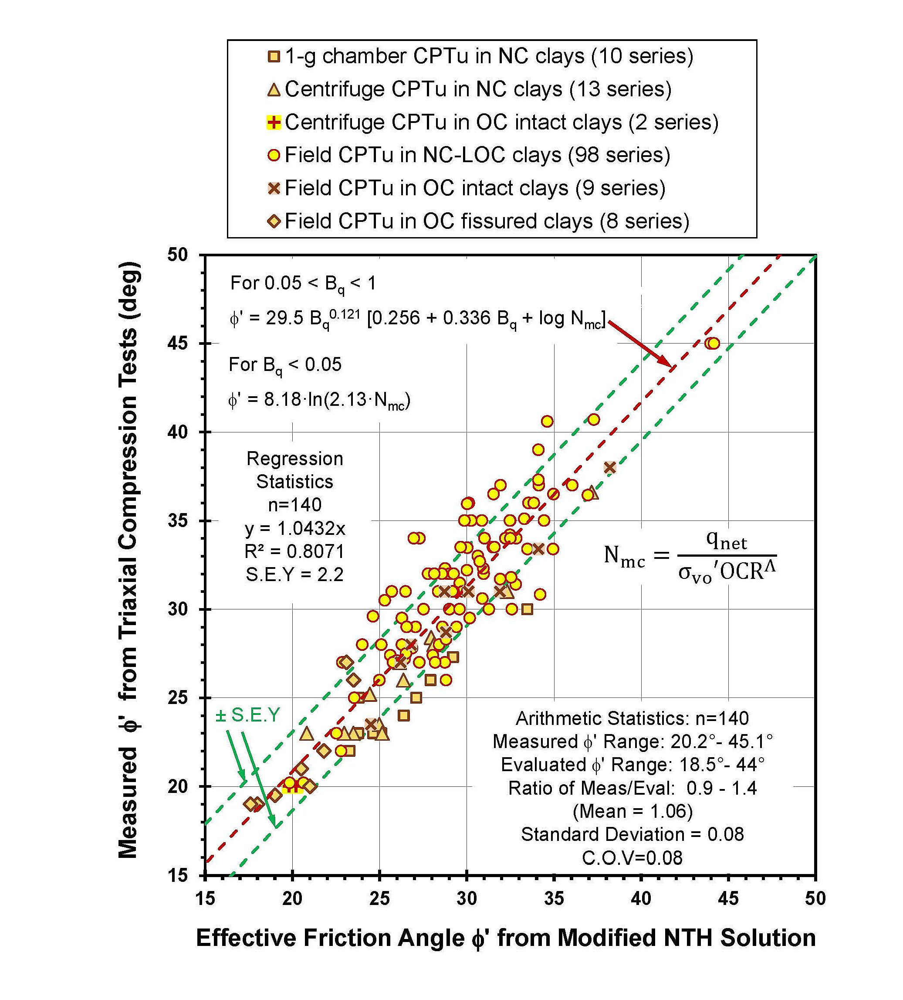 1-g chamber CPTu in NC clays (10 series)
Centrifuge CPTu in NC clays (13 series)
Centrifuge CPTu in OC intact clays (2 series)
Field CPTu in NC-LOC clays (98 series)
Field CPTu in OC intact clays (9 series)
Field CPTu in OC fissured clays (8 series)
Measured ϕ' from Triaxial Compression Tests (deg)
50
45
40
35
30
25
20
15
For 0.05 < Bq < 1
ϕ' = 29.5 Bq^0.121 [0.256 + 0.336 Bq + log Nmc]
For Bq < 0.05
ϕ' = 8.18·ln(2.13·Nmc)
Regression
Statistics
n=140
y = 1.0432x
R² = 0.8071
S.E.Y = 2.2
Nmc = qnet / σvo'OCR^Λ
± S.E.Y
Arithmetic Statistics: n=140
Measured ϕ' Range: 20.2°- 45.1°
Evaluated ϕ' Range: 18.5°- 44°
Ratio of Meas/Eval: 0.9 - 1.4
(Mean = 1.06)
Standard Deviation = 0.08
C.O.V=0.08
15 20 25 30 35 40 45 50
Effective Friction Angle ϕ' from Modified NTH Solution